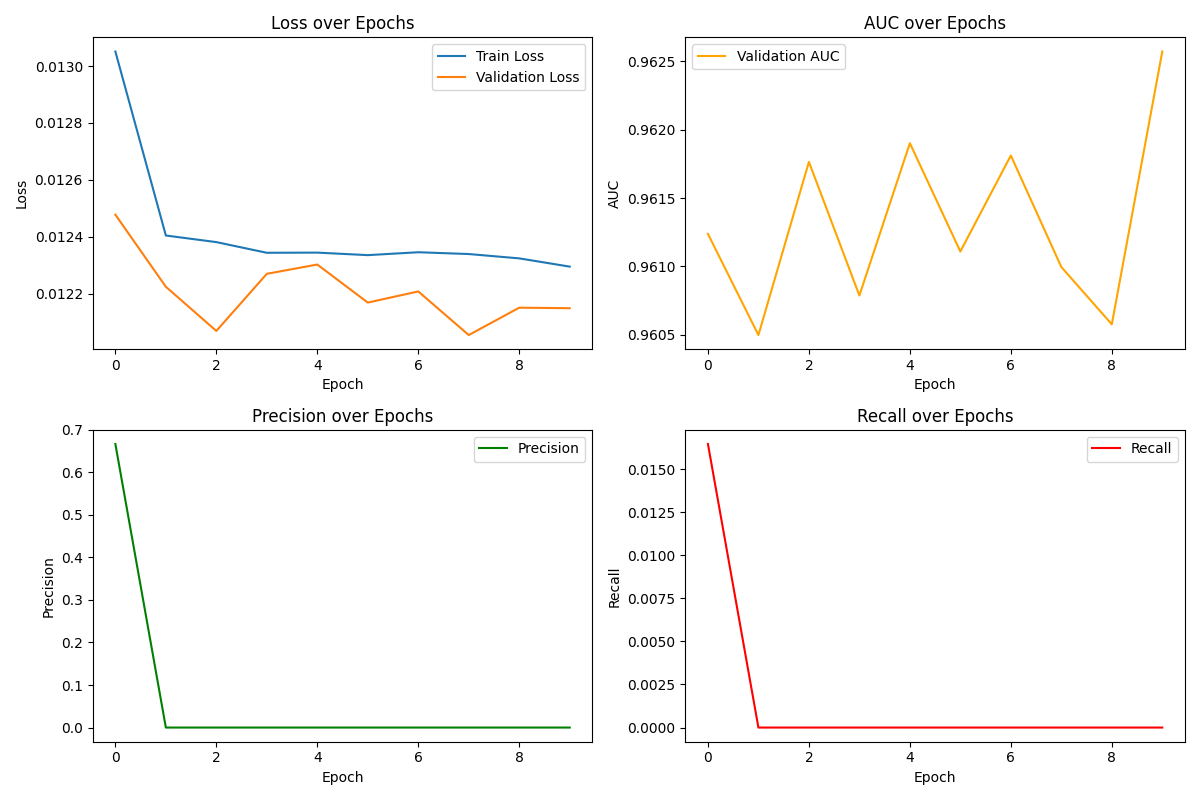 Loss over Epochs
Train Loss
Validation Loss
0.0130
0.0128
0.0126
0.0124
0.0122
Loss
0 2 4 6 8
Epoch
AUC over Epochs
Validation AUC
0.9625
0.9620
0.9615
0.9610
0.9605
AUC
0 2 4 6 8
Epoch
Precision over Epochs
Precision
0.7
0.6
0.5
0.4
0.3
0.2
0.1
0.0
Precision
0 2 4 6 8
Epoch
Recall over Epochs
Recall
0.0150
0.0125
0.0100
0.0075
0.0050
0.0025
0.0000
Recall
0 2 4 6 8
Epoch